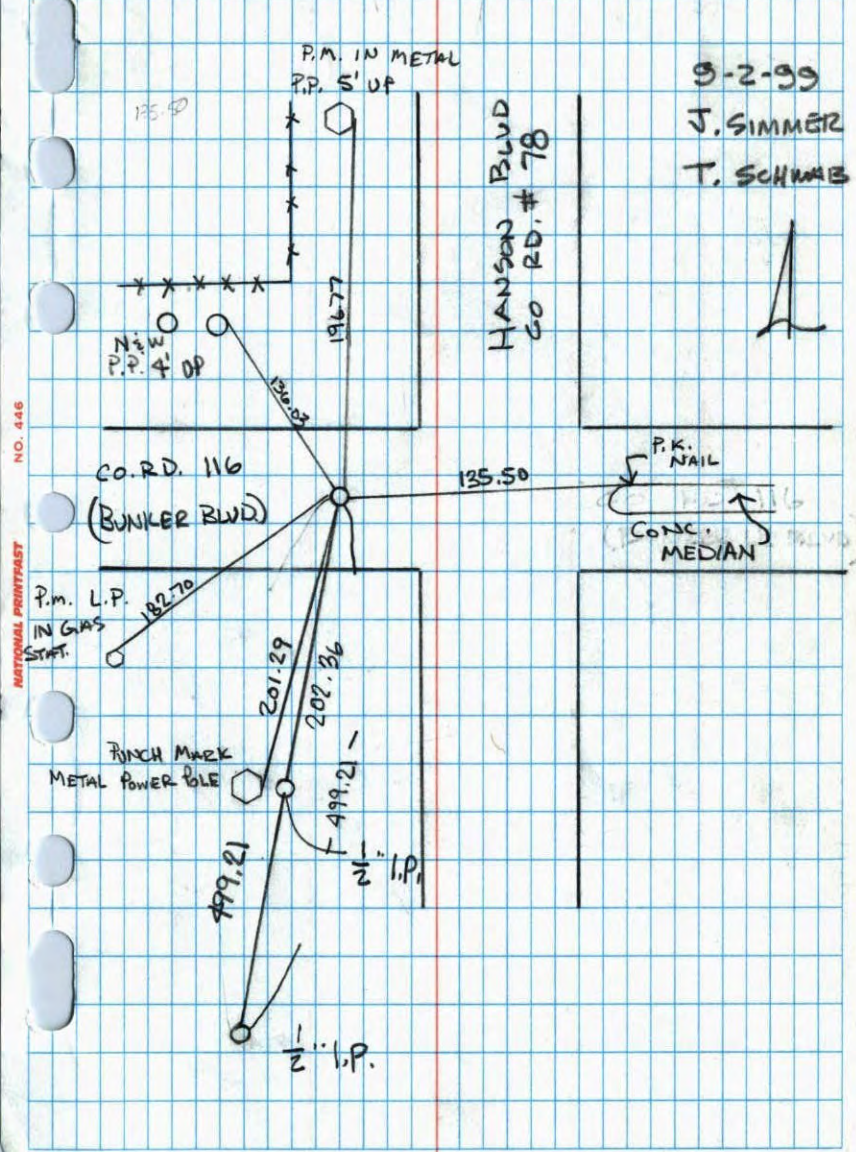 P.M. IN METAL
P.P. 5' UP
135.50
9-2-99
J. SIMMER
T. SCHWAB
HANSON BLVD
CO RD. # 78
196.77
N & W
P.P. 4' UP
136.03
CO. RD. 116
(BUNKER BLVD.)
135.50
P.K.
NAIL
CONC.
MEDIAN
P.M. L.P.
IN GAS
STAT.
182.70
201.29
202.36
PUNCH MARK
METAL POWER POLE
499.21
1/2" I.P.
499.21
1/2" I.P.
NO. 446
NATIONAL PRINTFAST